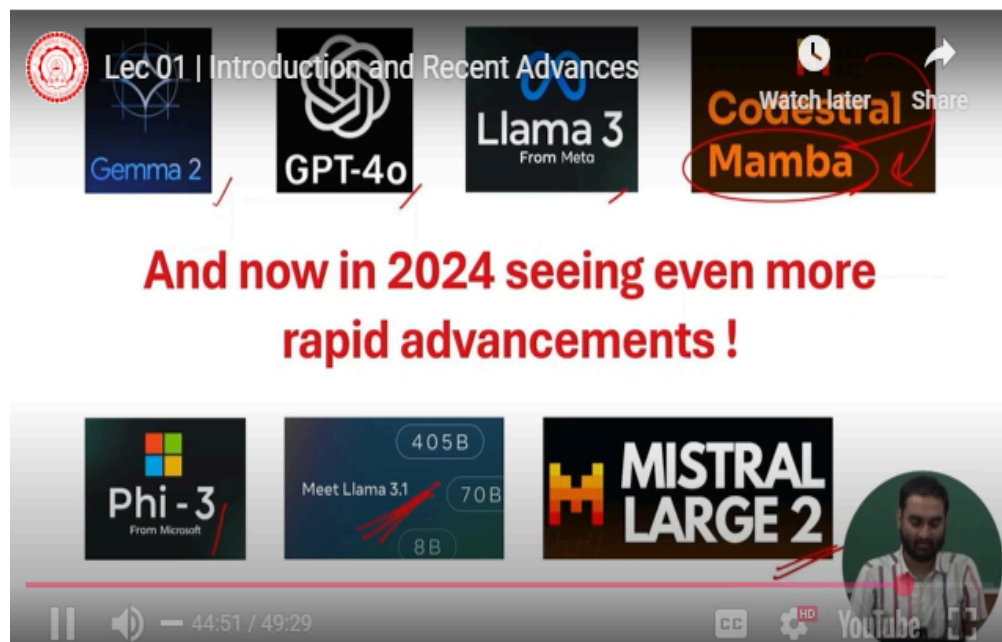 Lec 01 | Introduction and Recent Advances
Watch later
Share
Gemma 2
GPT-4o
Llama 3
From Meta
Codestral
Mamba
And now in 2024 seeing even more
rapid advancements !
Phi - 3
From Microsoft
Meet Llama 3.1
405B
70B
8B
MISTRAL
LARGE 2
44:51 / 49:29
CC
HD
YouTube